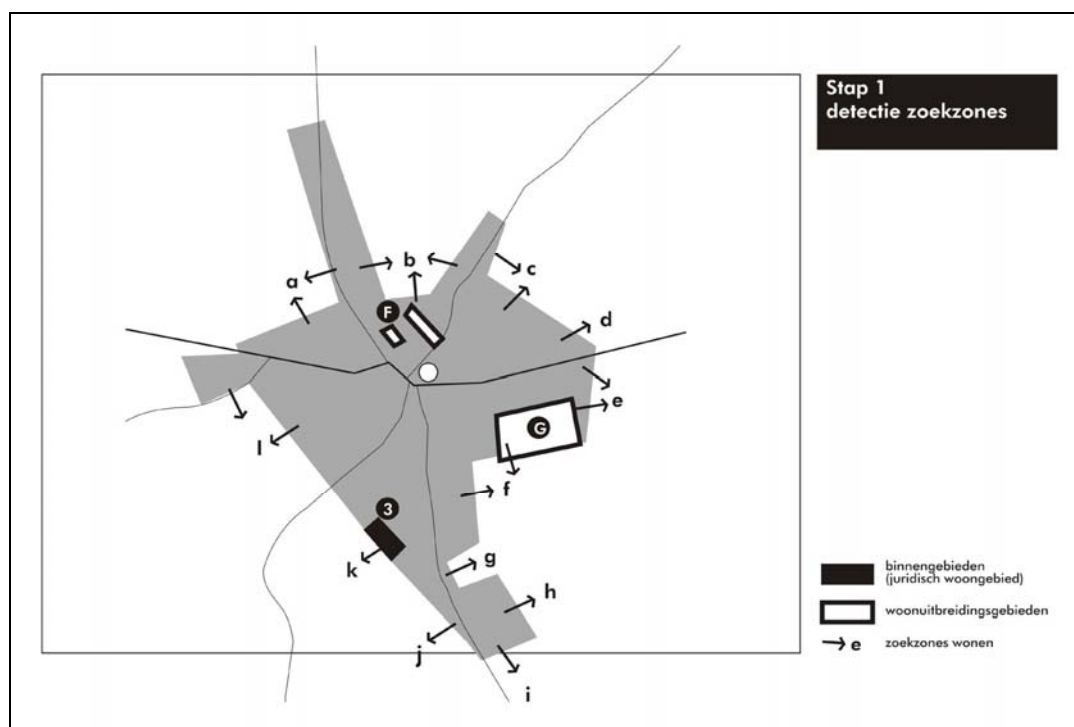 Stap 1
detectie zoekzones
a
b
c
F
d
e
G
l
f
3
k
g
h
j
i
binnengebieden
(juridisch woongebied)
woonuitbreidingsgebieden
e
zoekzones wonen